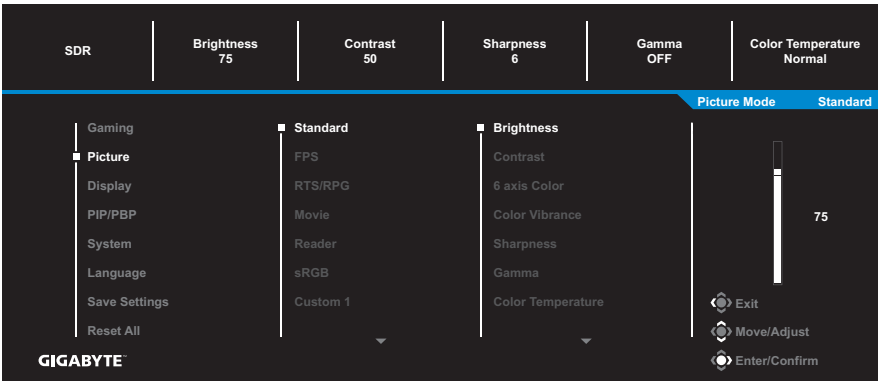 SDR
Brightness
75
Contrast
50
Sharpness
6
Gamma
OFF
Color Temperature
Normal
Picture Mode Standard
Gaming
Picture
Display
PIP/PBP
System
Language
Save Settings
Reset All
Standard
FPS
RTS/RPG
Movie
Reader
sRGB
Custom 1
Brightness
Contrast
6 axis Color
Color Vibrance
Sharpness
Gamma
Color Temperature
75
Exit
Move/Adjust
Enter/Confirm
GIGABYTE™